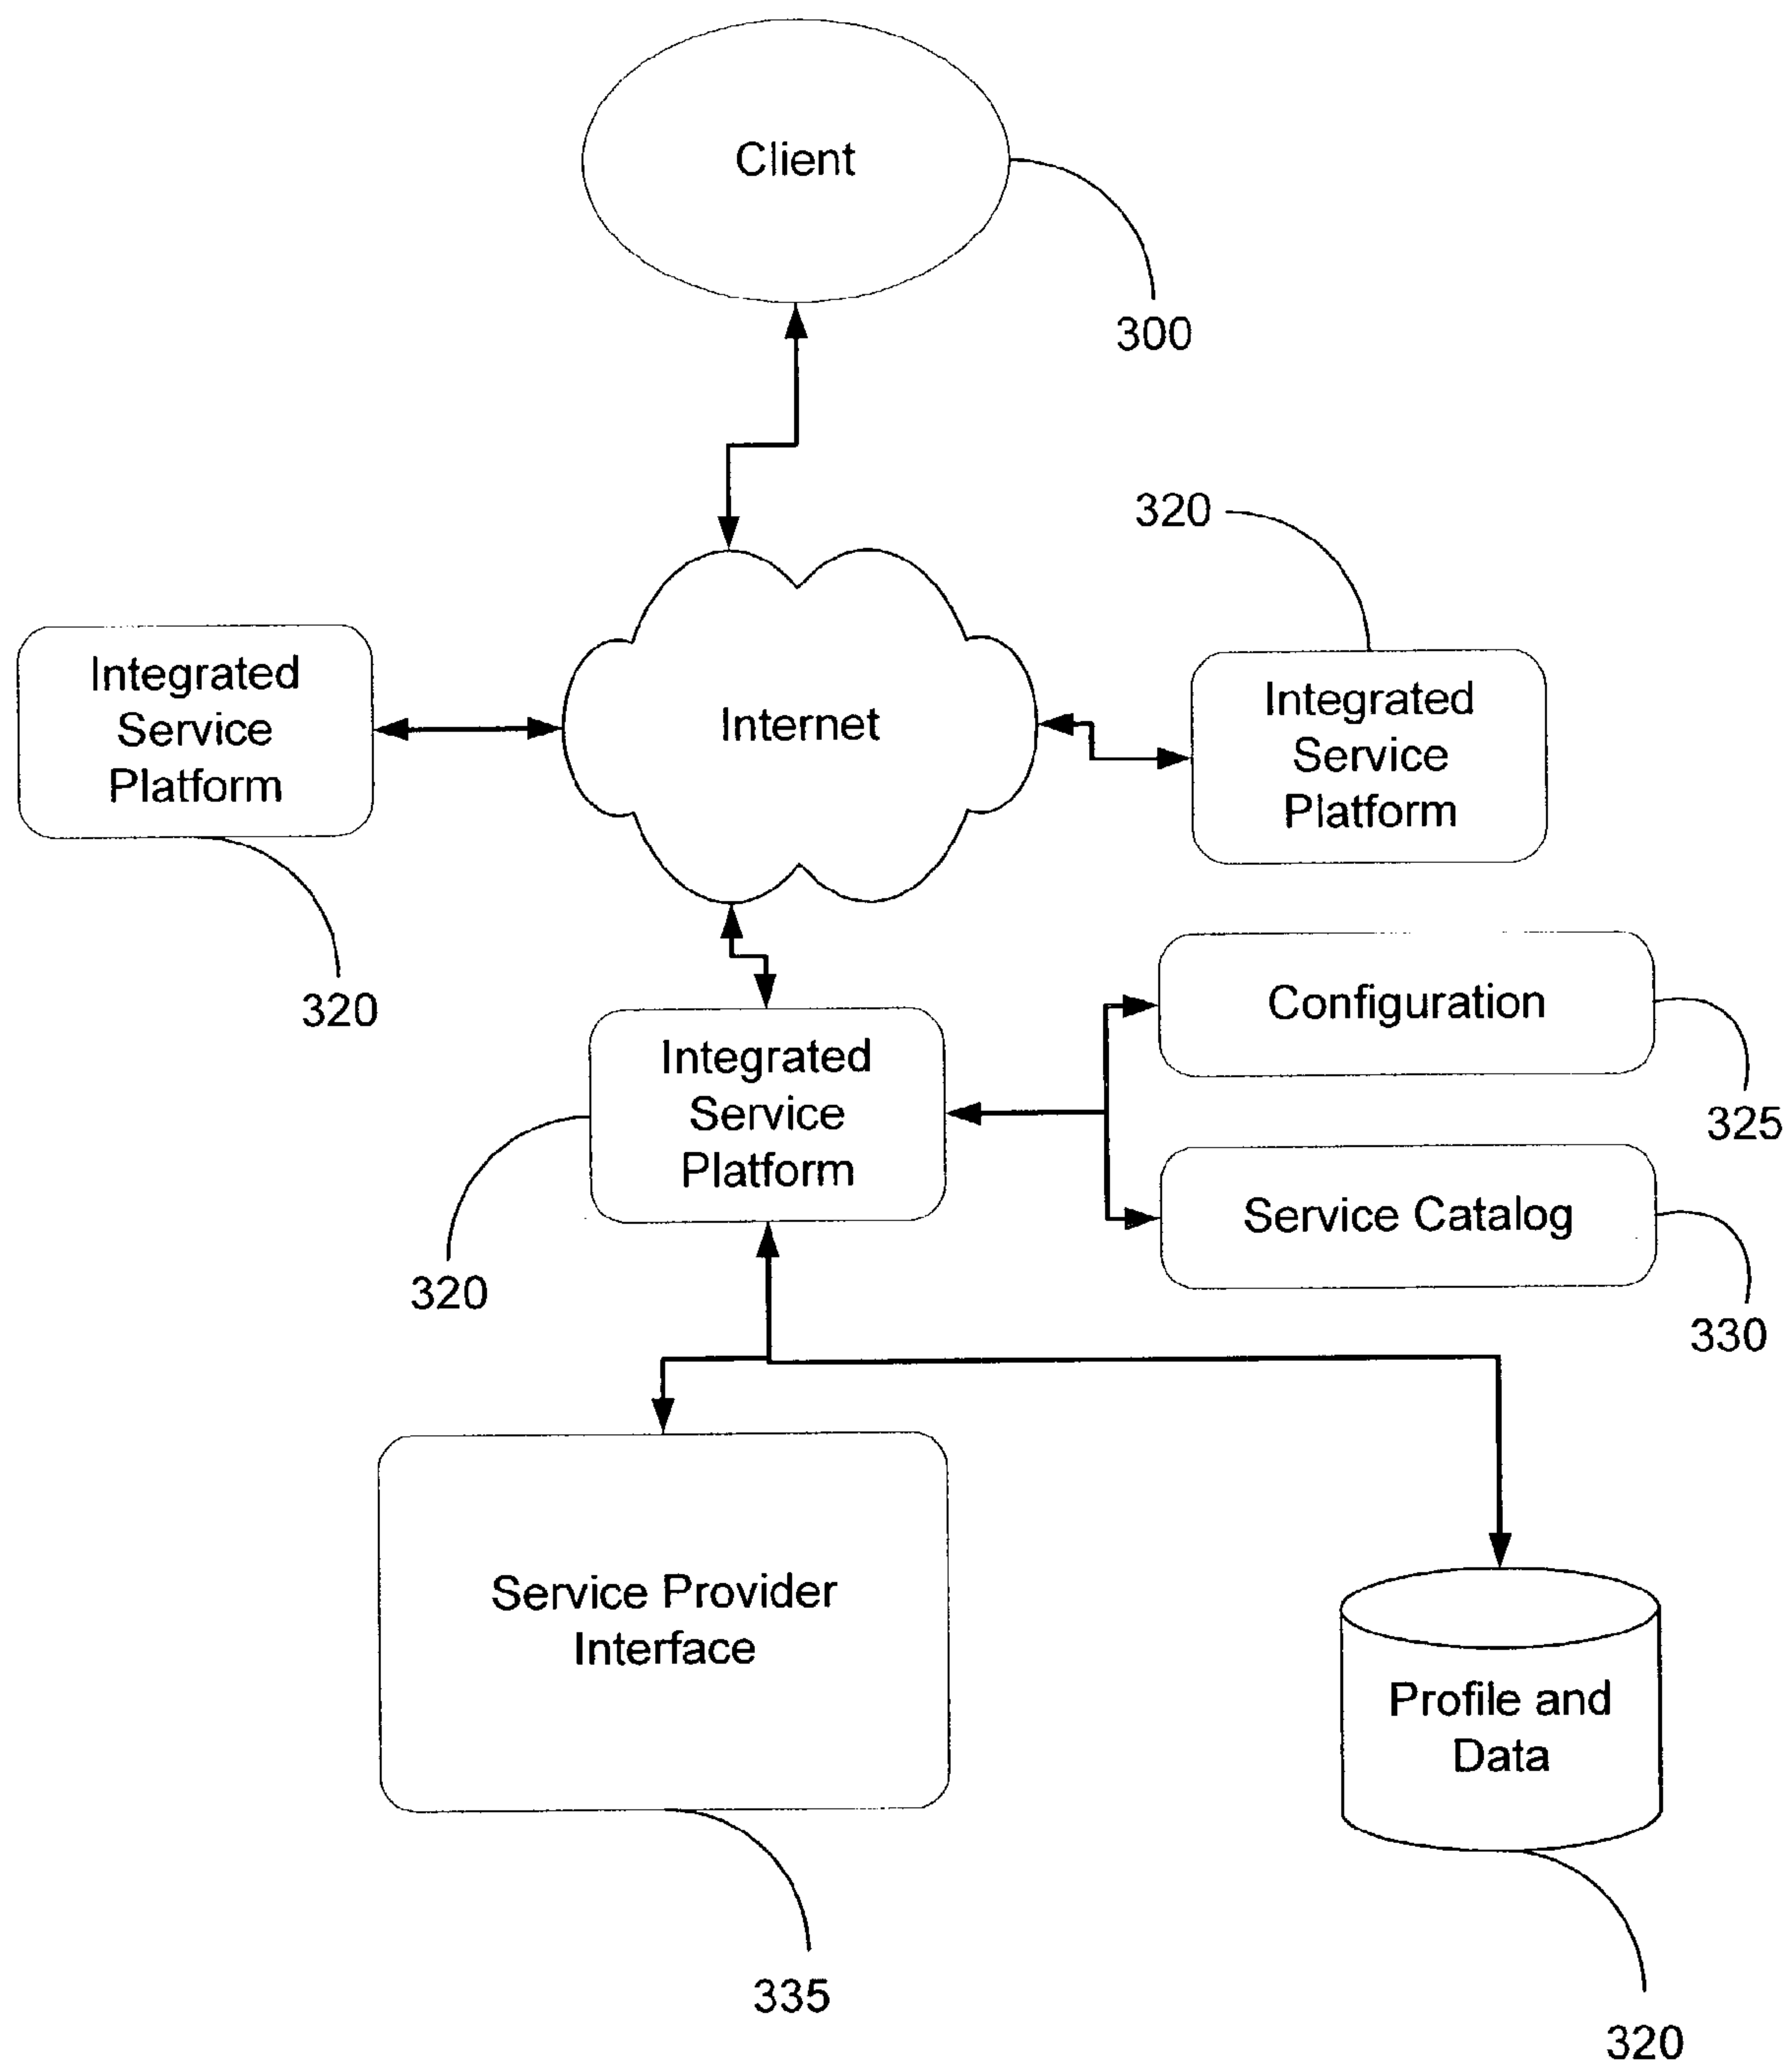 Client
300
320
Integrated
Service
Platform
Internet
Integrated
Service
Platform
320
Configuration
325
Integrated
Service
Platform
320
Service Catalog
330
Service Provider
Interface
335
Profile and
Data
320